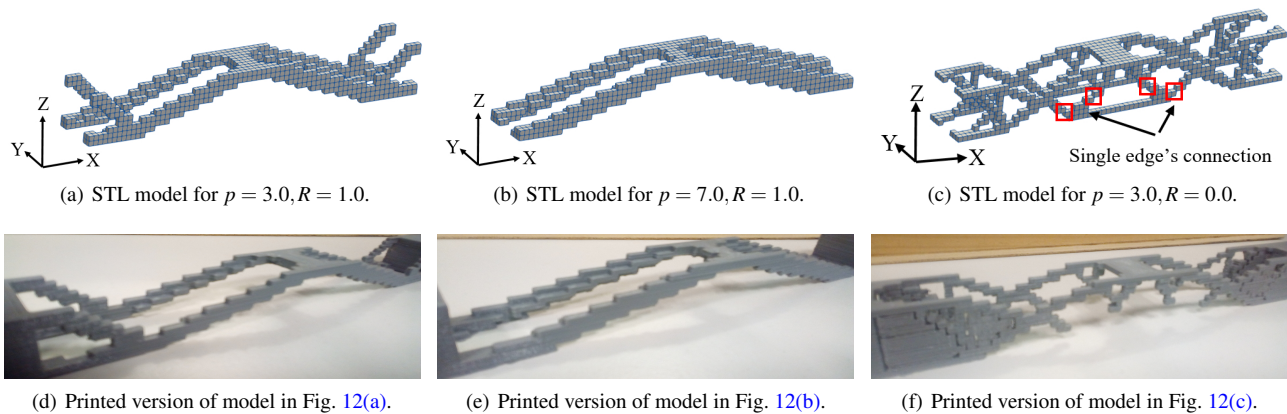 Z
Y
X
Z
Y
X
Z
Y
X
Single edge's connection
(a) STL model for p = 3.0, R = 1.0.
(b) STL model for p = 7.0, R = 1.0.
(c) STL model for p = 3.0, R = 0.0.
(d) Printed version of model in Fig. 12(a).
(e) Printed version of model in Fig. 12(b).
(f) Printed version of model in Fig. 12(c).